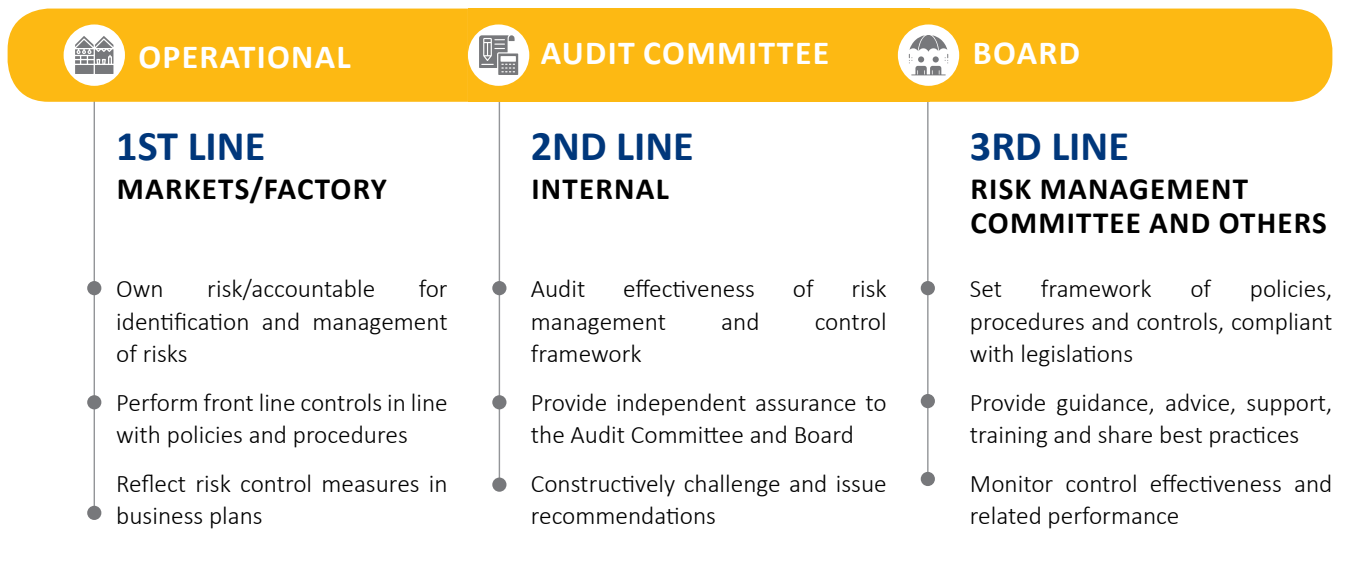 OPERATIONAL
AUDIT COMMITTEE
BOARD
1ST LINE
MARKETS/FACTORY
Own risk/accountable for
identification and management
of risks
Perform front line controls in line
with policies and procedures
Reflect risk control measures in
business plans
2ND LINE
INTERNAL
Audit effectiveness of risk
management and control
framework
Provide independent assurance to
the Audit Committee and Board
Constructively challenge and issue
recommendations
3RD LINE
RISK MANAGEMENT
COMMITTEE AND OTHERS
Set framework of policies,
procedures and controls, compliant
with legislations
Provide guidance, advice, support,
training and share best practices
Monitor control effectiveness and
related performance